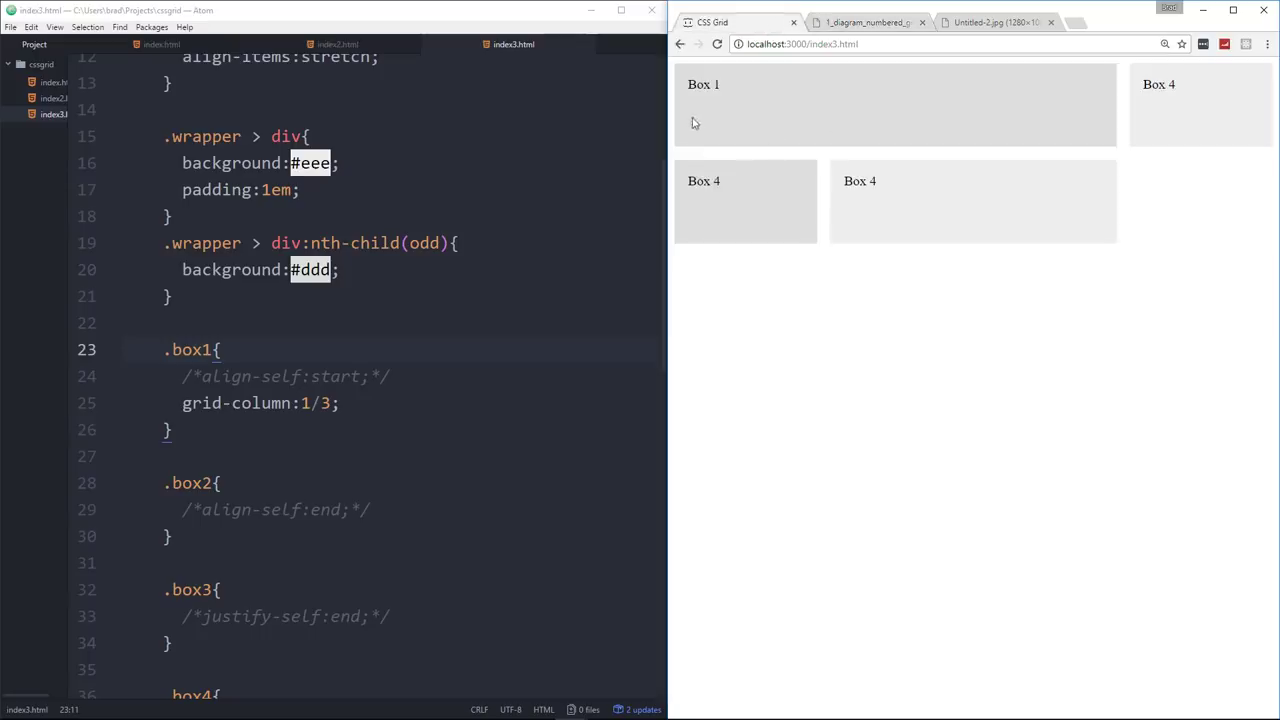 index3.html — C:\Users\brad\Projects\cssgrid — Atom
File Edit View Selection Find Packages Help
Project
cssgrid
index.ht
index2.h
index3.h
index.html
index2.html
index3.html
12 align-items:stretch;
13 }
14
15 .wrapper > div{
16 background:#eee;
17 padding:1em;
18 }
19 .wrapper > div:nth-child(odd){
20 background:#ddd;
21 }
22
23 .box1{
24 /*align-self:start;*/
25 grid-column:1/3;
26 }
27
28 .box2{
29 /*align-self:end;*/
30 }
31
32 .box3{
33 /*justify-self:end;*/
34 }
35
36 .box4{
index3.html 23:11 CRLF UTF-8 HTML 0 files 2 updates
Brad
CSS Grid
1_diagram_numbered_g
Untitled-2.jpg (1280×10
localhost:3000/index3.html
Box 1
Box 4
Box 4
Box 4